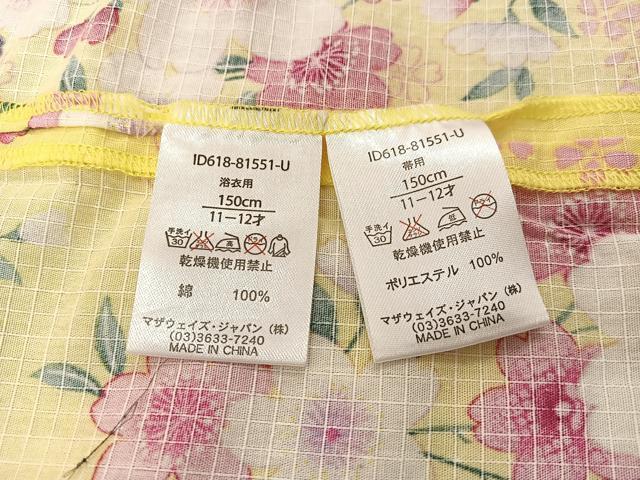 ID618-81551-U
浴衣用
150cm
11－12才
手洗イ
30
高
乾燥機使用禁止
綿 100%
マザウェイズ・ジャパン（株）
(03)3633-7240
MADE IN CHINA
ID618-81551-U
帯用
150cm
11－12才
手洗イ
30
低
乾燥機使用禁止
ポリエステル 100%
マザウェイズ・ジャパン（株）
(03)3633-7240
MADE IN CHINA